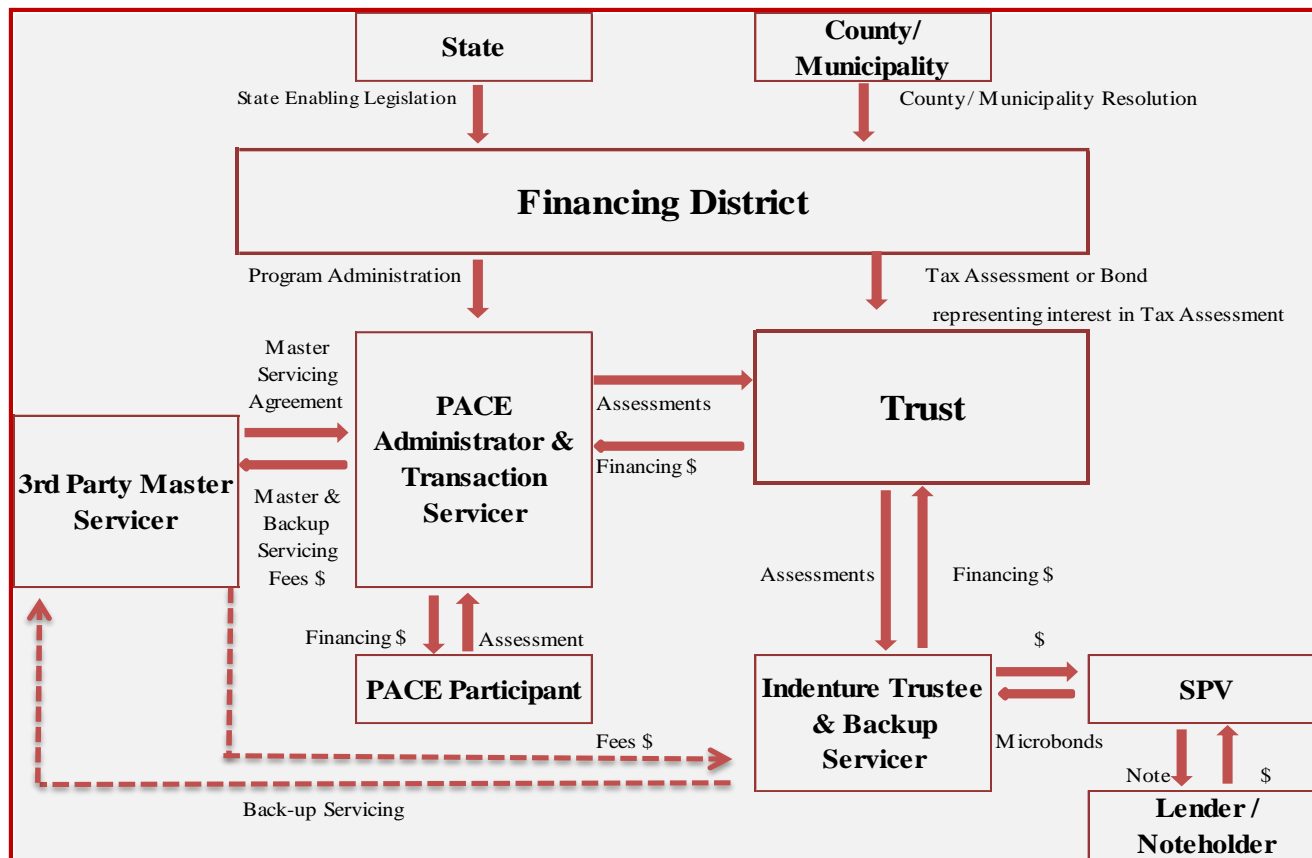 State
County/
Municipality
State Enabling Legislation
County/ Municipality Resolution
Financing District
Program Administration
Tax Assessment or Bond
representing interest in Tax Assessment
Master
Servicing
Agreement
PACE
Administrator &
Transaction
Servicer
Assessments
Financing $
Trust
3rd Party Master
Servicer
Master &
Backup
Servicing
Fees $
Assessments
Financing $
Financing $
Assessment
PACE Participant
Indenture Trustee
& Backup
Servicer
$
Microbonds
SPV
Fees $
Back-up Servicing
Note
$
Lender /
Noteholder